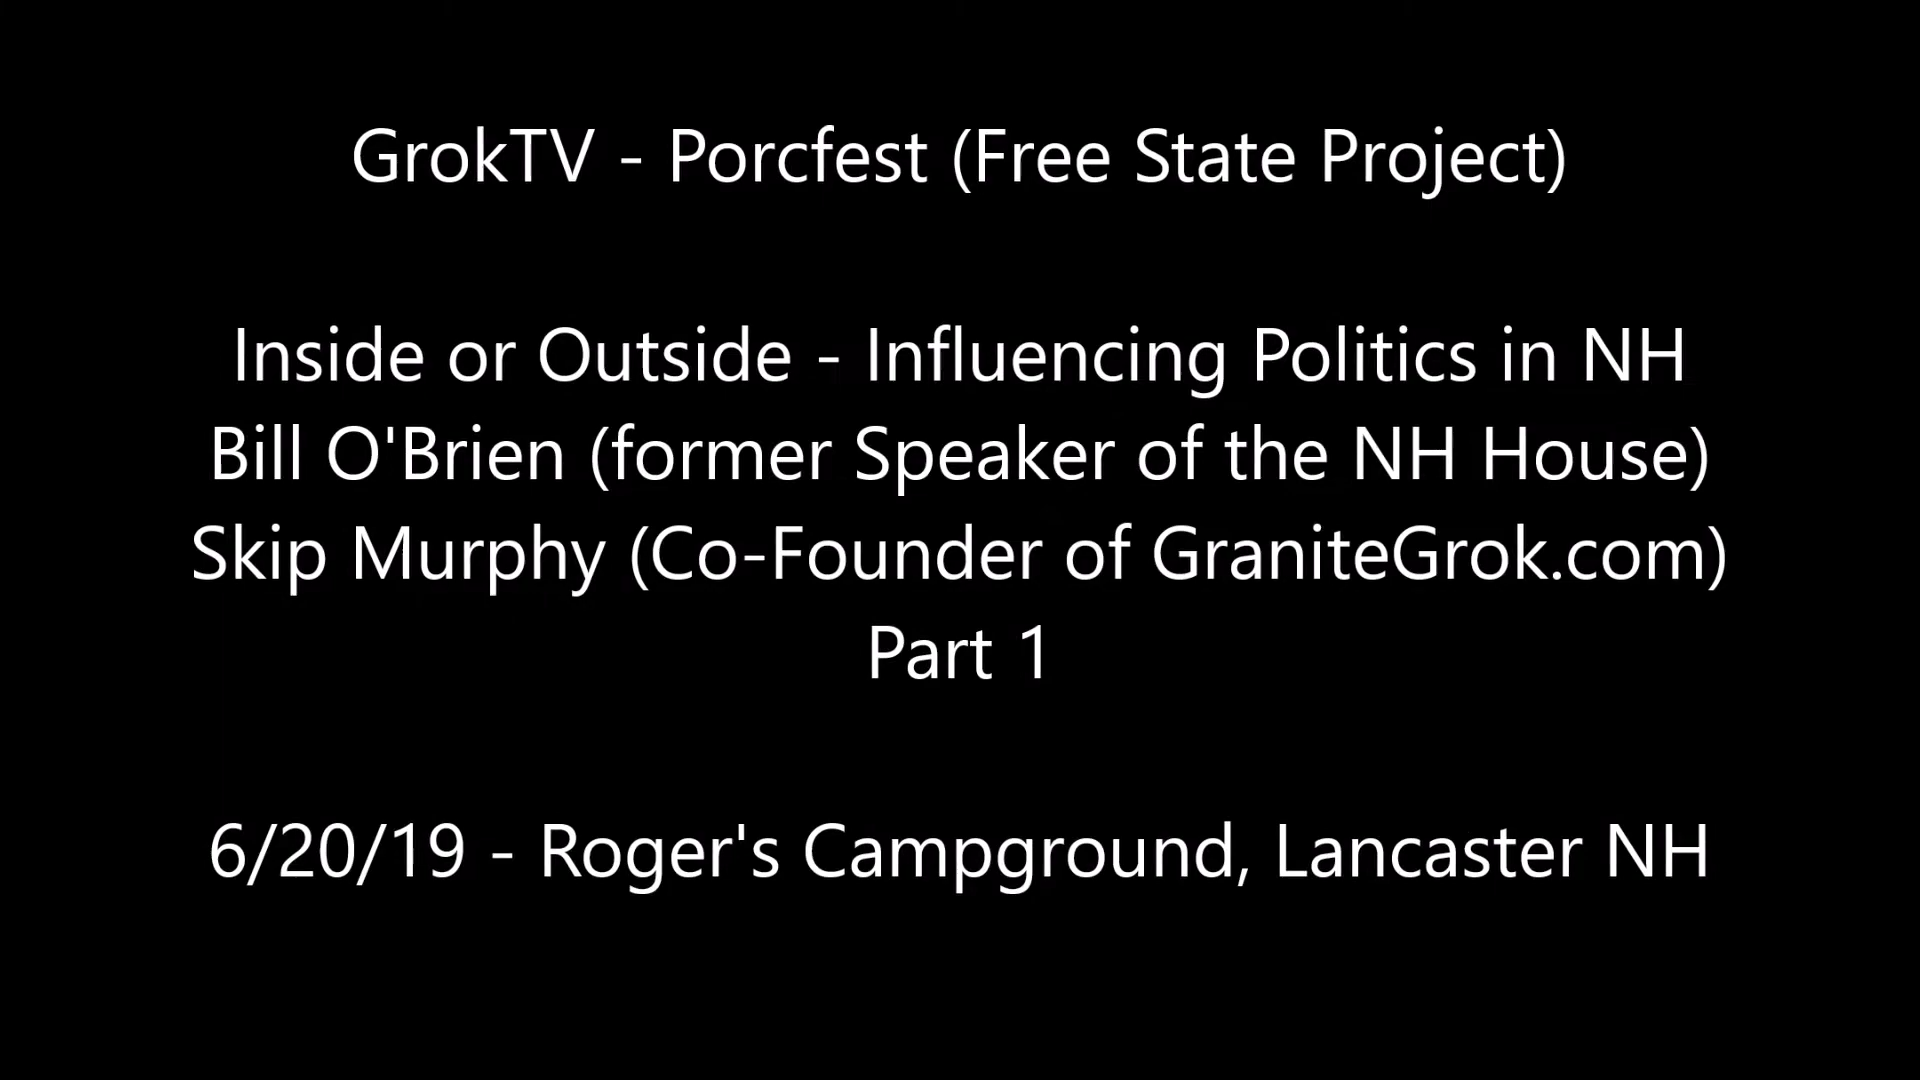 GrokTV - Porcfest (Free State Project)
Inside or Outside - Influencing Politics in NH
Bill O'Brien (former Speaker of the NH House)
Skip Murphy (Co-Founder of GraniteGrok.com)
Part 1
6/20/19 - Roger's Campground, Lancaster NH